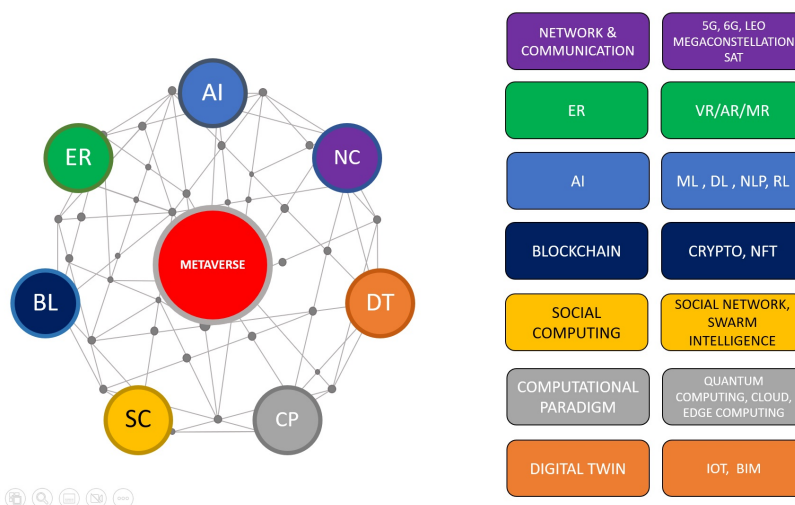 AI
ER
NC
METAVERSE
BL
DT
SC
CP
NETWORK &
COMMUNICATION
5G, 6G, LEO
MEGACONSTELLATION
SAT
ER
VR/AR/MR
AI
ML , DL , NLP, RL
BLOCKCHAIN
CRYPTO, NFT
SOCIAL
COMPUTING
SOCIAL NETWORK,
SWARM
INTELLIGENCE
COMPUTATIONAL
PARADIGM
QUANTUM
COMPUTING, CLOUD,
EDGE COMPUTING
DIGITAL TWIN
IOT, BIM